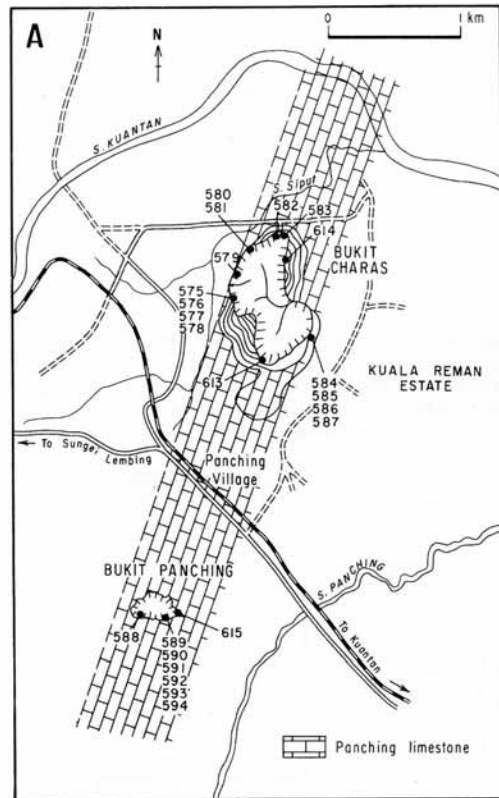 A
0 1 km
N
S. KUANTAN
S. Siput
580
581
582
583
614
579
BUKIT
CHARAS
575
576
577
578
KUALA REMAN
ESTATE
613
584
585
586
587
To Sungei Lembing
Panching
Village
BUKIT PANCHING
S. PANCHING
To Kuantan
588
589
590
591
592
593
594
615
Panching limestone